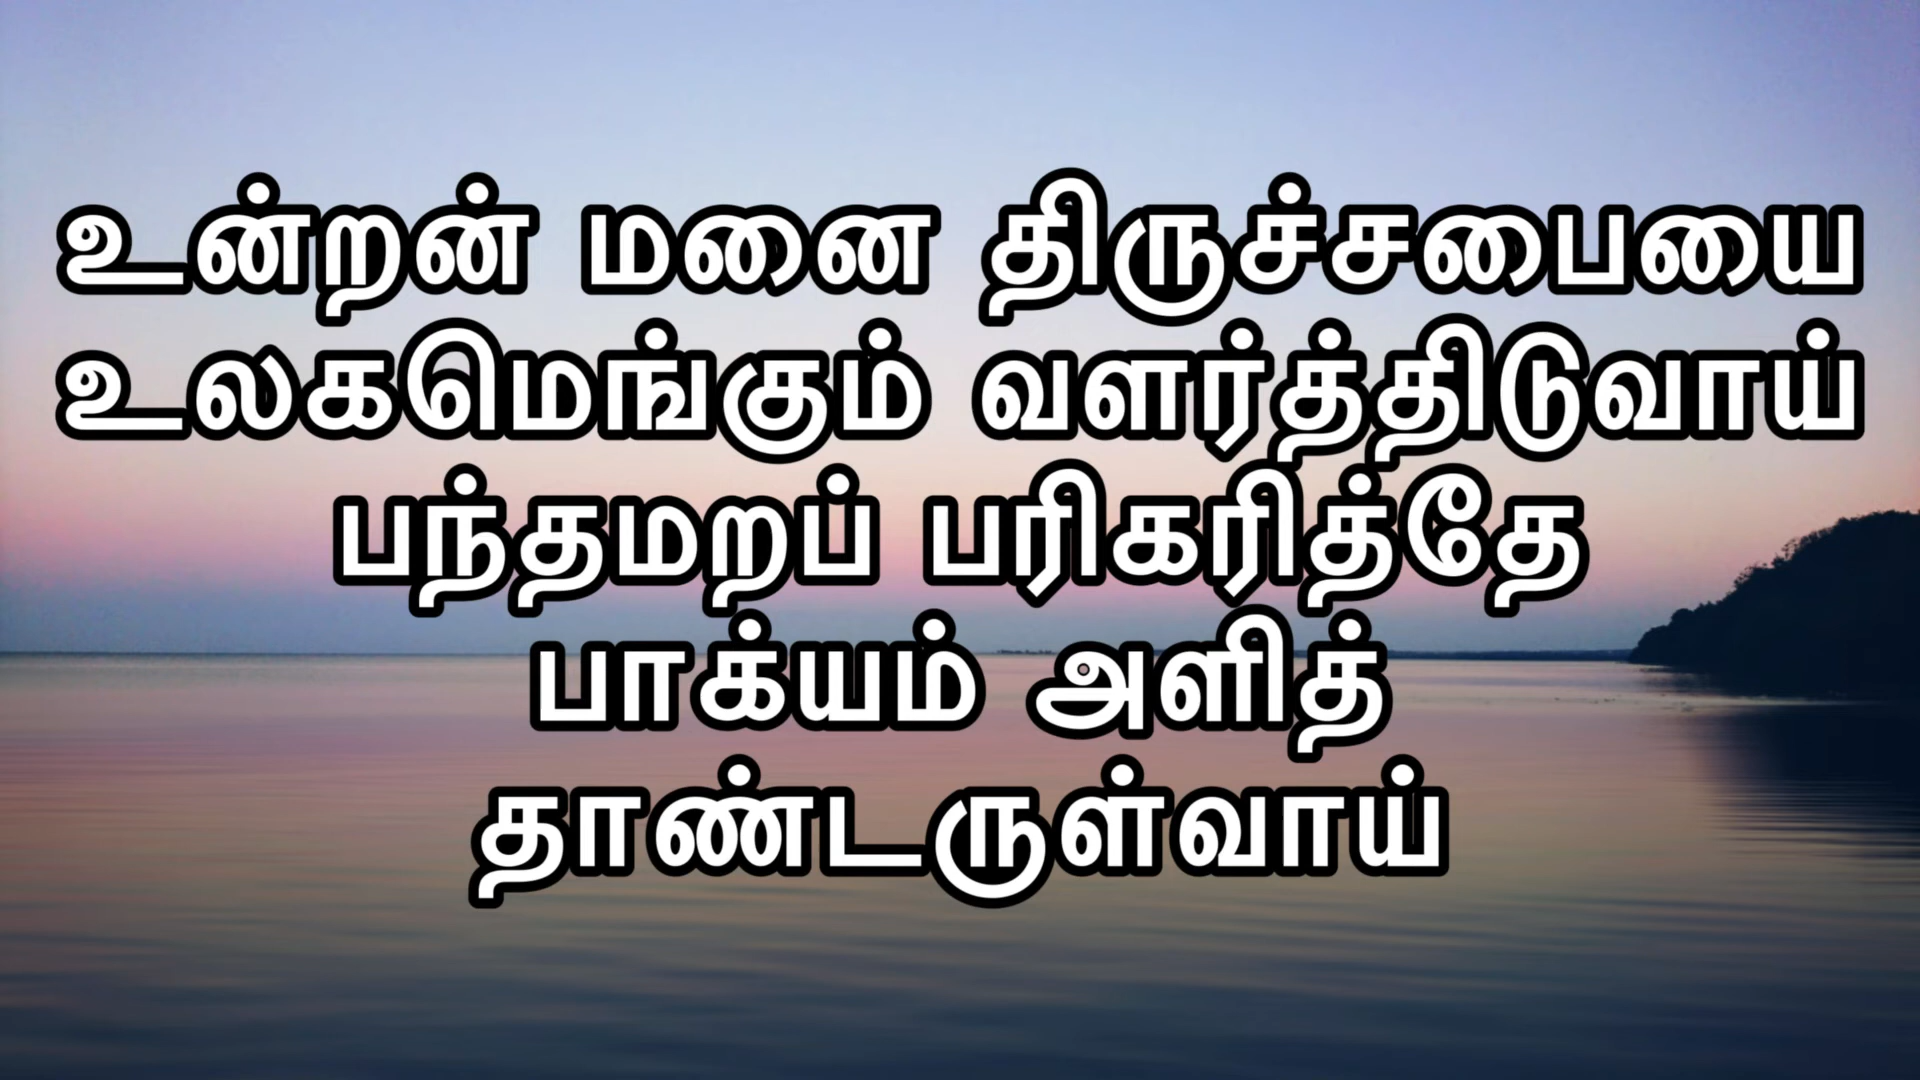 உன்றன் மனை திருச்சபையை
உலகமெங்கும் வளர்த்திடுவாய்
பந்தமறப் பரிகரித்தே
பாக்யம் அளித்
தாண்டருள்வாய்